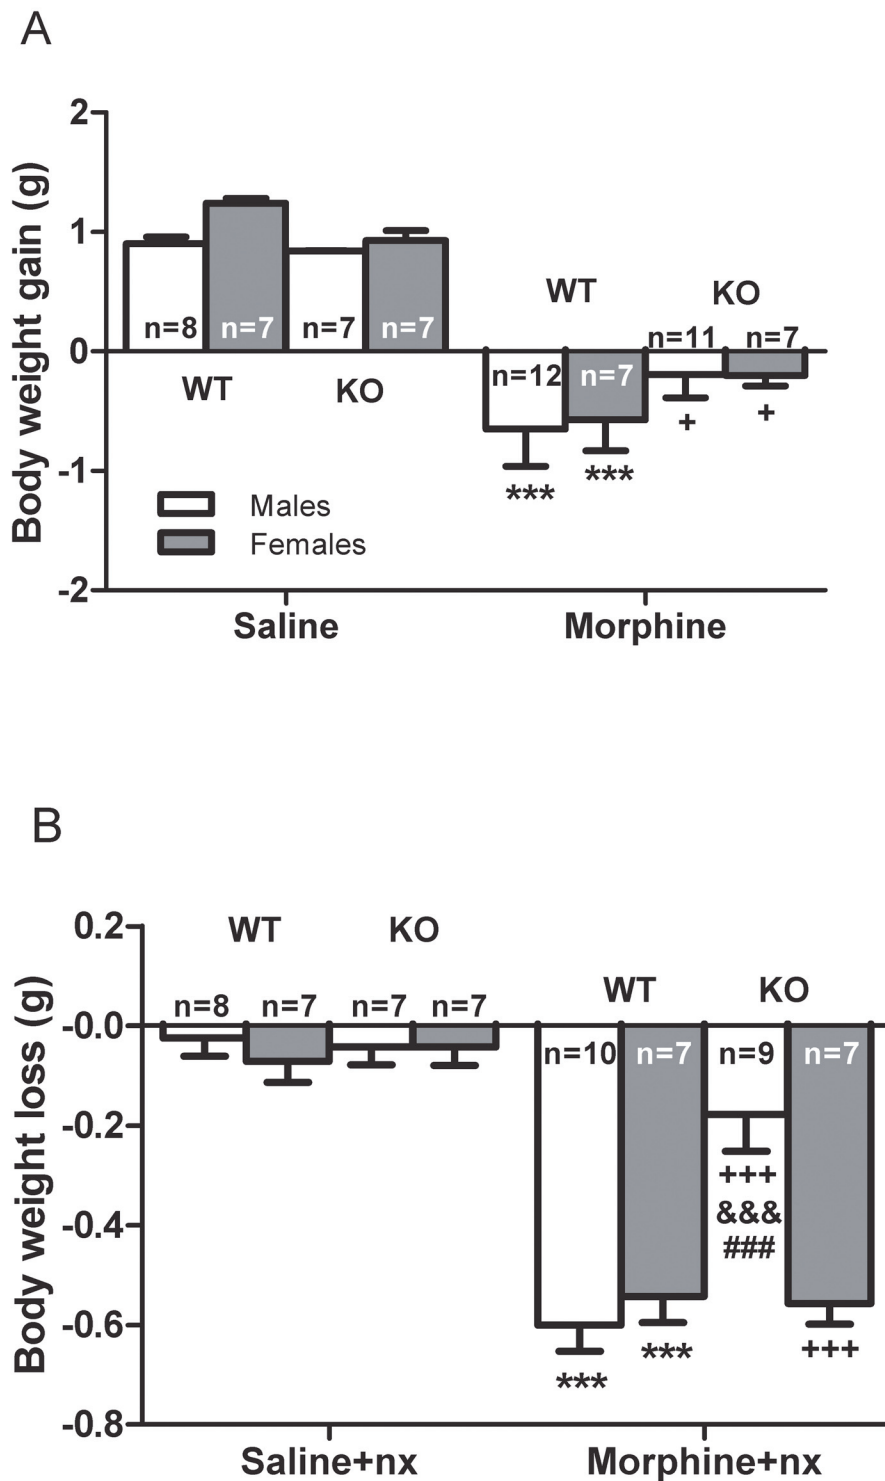 A
Body weight gain (g)
2
1
0
-1
-2
n=8 n=7 n=7 n=7
WT KO
WT KO
n=11 n=7
n=12 n=7
+ +
*** ***
Males
Females
Saline Morphine
B
Body weight loss (g)
0.2
-0.0
-0.2
-0.4
-0.6
-0.8
WT KO
n=8 n=7 n=7 n=7
WT KO
n=10 n=7 n=9 n=7
+++
&&&
###
*** *** +++
Saline+nx Morphine+nx